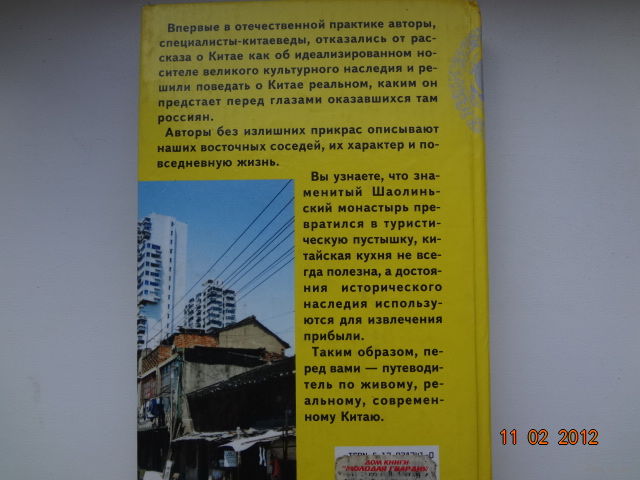 Впервые в отечественной практике авторы,
специалисты-китаеведы, отказались от рас-
сказа о Китае как об идеализированном но-
сителе великого культурного наследия и ре-
шили поведать о Китае реальном, каким он
предстает перед глазами оказавшихся там
россиян.
Авторы без излишних прикрас описывают
наших восточных соседей, их характер и по-
вседневную жизнь.
Вы узнаете, что зна-
менитый Шаолинь-
ский монастырь пре-
вратился в туристи-
ческую пустышку, ки-
тайская кухня не все-
гда полезна, а достоя-
ния исторического
наследия использу-
ются для извлечения
прибыли.
Таким образом, пе-
ред вами — путеводи-
тель по живому, ре-
альному, современ-
ному Китаю.
ДОМ КНИГИ
"МОЛОДАЯ ГВАРДИЯ"
11 02 2012